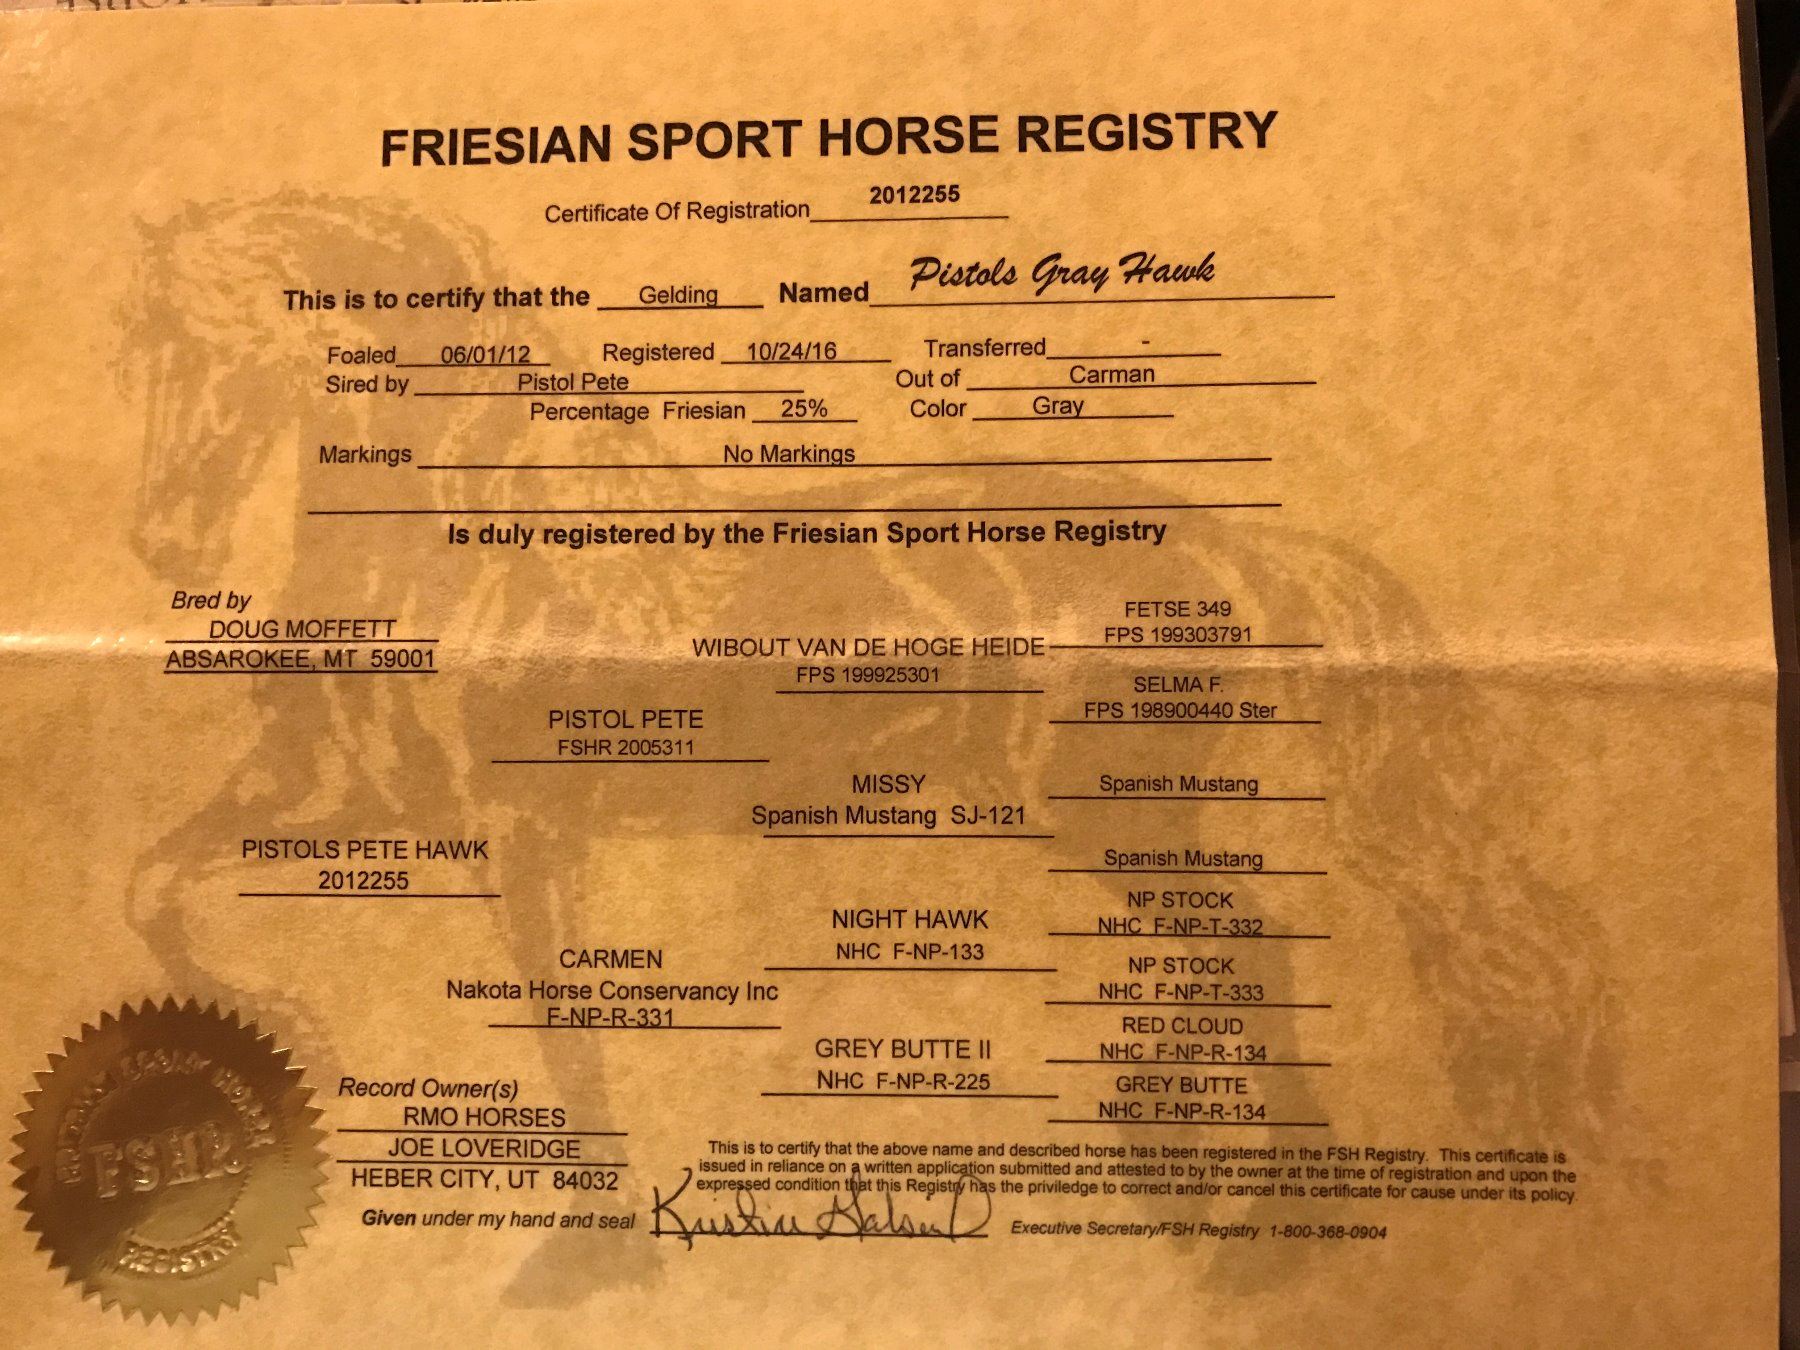 FRIESIAN SPORT HORSE REGISTRY
Certificate Of Registration 2012255
This is to certify that the Gelding Named Pistols Gray Hawk
Foaled 06/01/12 Registered 10/24/16 Transferred -
Sired by Pistol Pete Out of Carman
Percentage Friesian 25% Color Gray
Markings No Markings
Is duly registered by the Friesian Sport Horse Registry
Bred by
DOUG MOFFETT
ABSAROKEE, MT 59001
FETSE 349
FPS 199303791
WIBOUT VAN DE HOGE HEIDE
FPS 199925301
SELMA F.
FPS 198900440 Ster
PISTOL PETE
FSHR 2005311
MISSY
Spanish Mustang SJ-121
Spanish Mustang
Spanish Mustang
PISTOLS PETE HAWK
2012255
NP STOCK
NHC F-NP-T-332
NIGHT HAWK
NHC F-NP-133
NP STOCK
NHC F-NP-T-333
CARMEN
Nakota Horse Conservancy Inc
F-NP-R-331
RED CLOUD
NHC F-NP-R-134
GREY BUTTE II
NHC F-NP-R-225
GREY BUTTE
NHC F-NP-R-134
Record Owner(s)
RMO HORSES
JOE LOVERIDGE
HEBER CITY, UT 84032
This is to certify that the above name and described horse has been registered in the FSH Registry. This certificate is
issued in reliance on a written application submitted and attested to by the owner at the time of registration and upon the
expressed condition that this Registry has the priviledge to correct and/or cancel this certificate for cause under its policy.
Given under my hand and seal Kristin Executive Secretary/FSH Registry 1-800-368-0904
SPORT HORSE
FSHR
REGISTRY